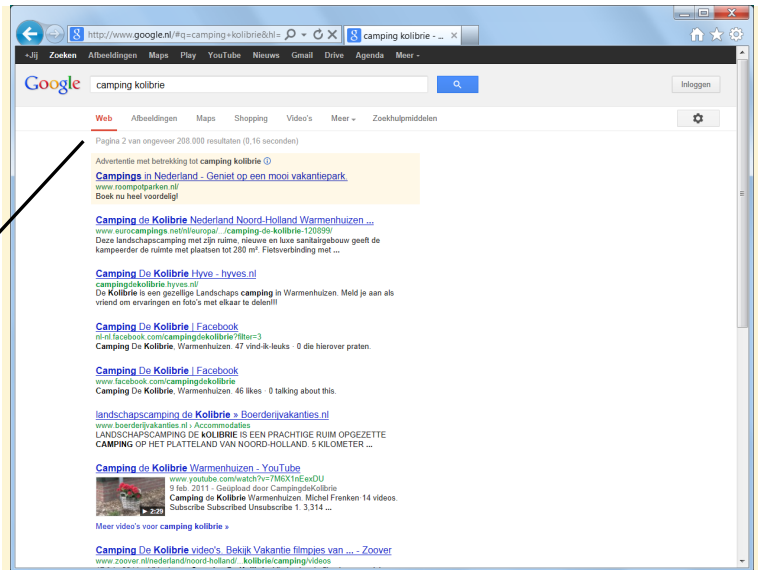 http://www.google.nl/#q=camping+kolibrie&hl=
camping kolibrie - ...
+Jij Zoeken Afbeeldingen Maps Play YouTube Nieuws Gmail Drive Agenda Meer
Google camping kolibrie Inloggen
Web Afbeeldingen Maps Shopping Video's Meer Zoekhulpmiddelen
Pagina 2 van ongeveer 208.000 resultaten (0,16 seconden)
Advertentie met betrekking tot camping kolibrie
Campings in Nederland - Geniet op een mooi vakantiepark.
www.roompotparken.nl/
Boek nu heel voordelig!
Camping de Kolibrie Nederland Noord-Holland Warmenhuizen ...
www.eurocampings.net/nl/europa/.../camping-de-kolibrie-120899/
Deze landschapscamping met zijn ruime, nieuwe en luxe sanitairgebouw geeft de
kampeerder de ruimte met plaatsen tot 280 m². Fietsverbinding met ...
Camping De Kolibrie Hyve - hyves.nl
campingdekolibrie.hyves.nl/
De Kolibrie is een gezellige Landschaps camping in Warmenhuizen. Meld je aan als
vriend om ervaringen en foto's met elkaar te delen!!!
Camping De Kolibrie | Facebook
nl-nl.facebook.com/campingdekolibrie?filter=3
Camping De Kolibrie, Warmenhuizen. 47 vind-ik-leuks · 0 die hierover praten.
Camping De Kolibrie | Facebook
www.facebook.com/campingdekolibrie
Camping De Kolibrie, Warmenhuizen. 46 likes · 0 talking about this.
landschapscamping de Kolibrie » Boerderijvakanties.nl
www.boerderijvakanties.nl › Accommodaties
LANDSCHAPSCAMPING DE kOLIBRIE IS EEN PRACHTIGE RUIM OPGEZETTE
CAMPING OP HET PLATTELAND VAN NOORD-HOLLAND. 5 KILOMETER ...
Camping de Kolibrie Warmenhuizen - YouTube
www.youtube.com/watch?v=7M6X1nEexDU
9 feb. 2011 - Geüpload door CampingdeKolibrie
Camping de Kolibrie Warmenhuizen. Michel Frenken·14 videos.
Subscribe Subscribed Unsubscribe 1. 3,314 ...
2:29
Meer video's voor camping kolibrie »
Camping De Kolibrie video's. Bekijk Vakantie filmpjes van ... - Zoover
www.zoover.nl/nederland/noord-holland/...kolibrie/camping/videos